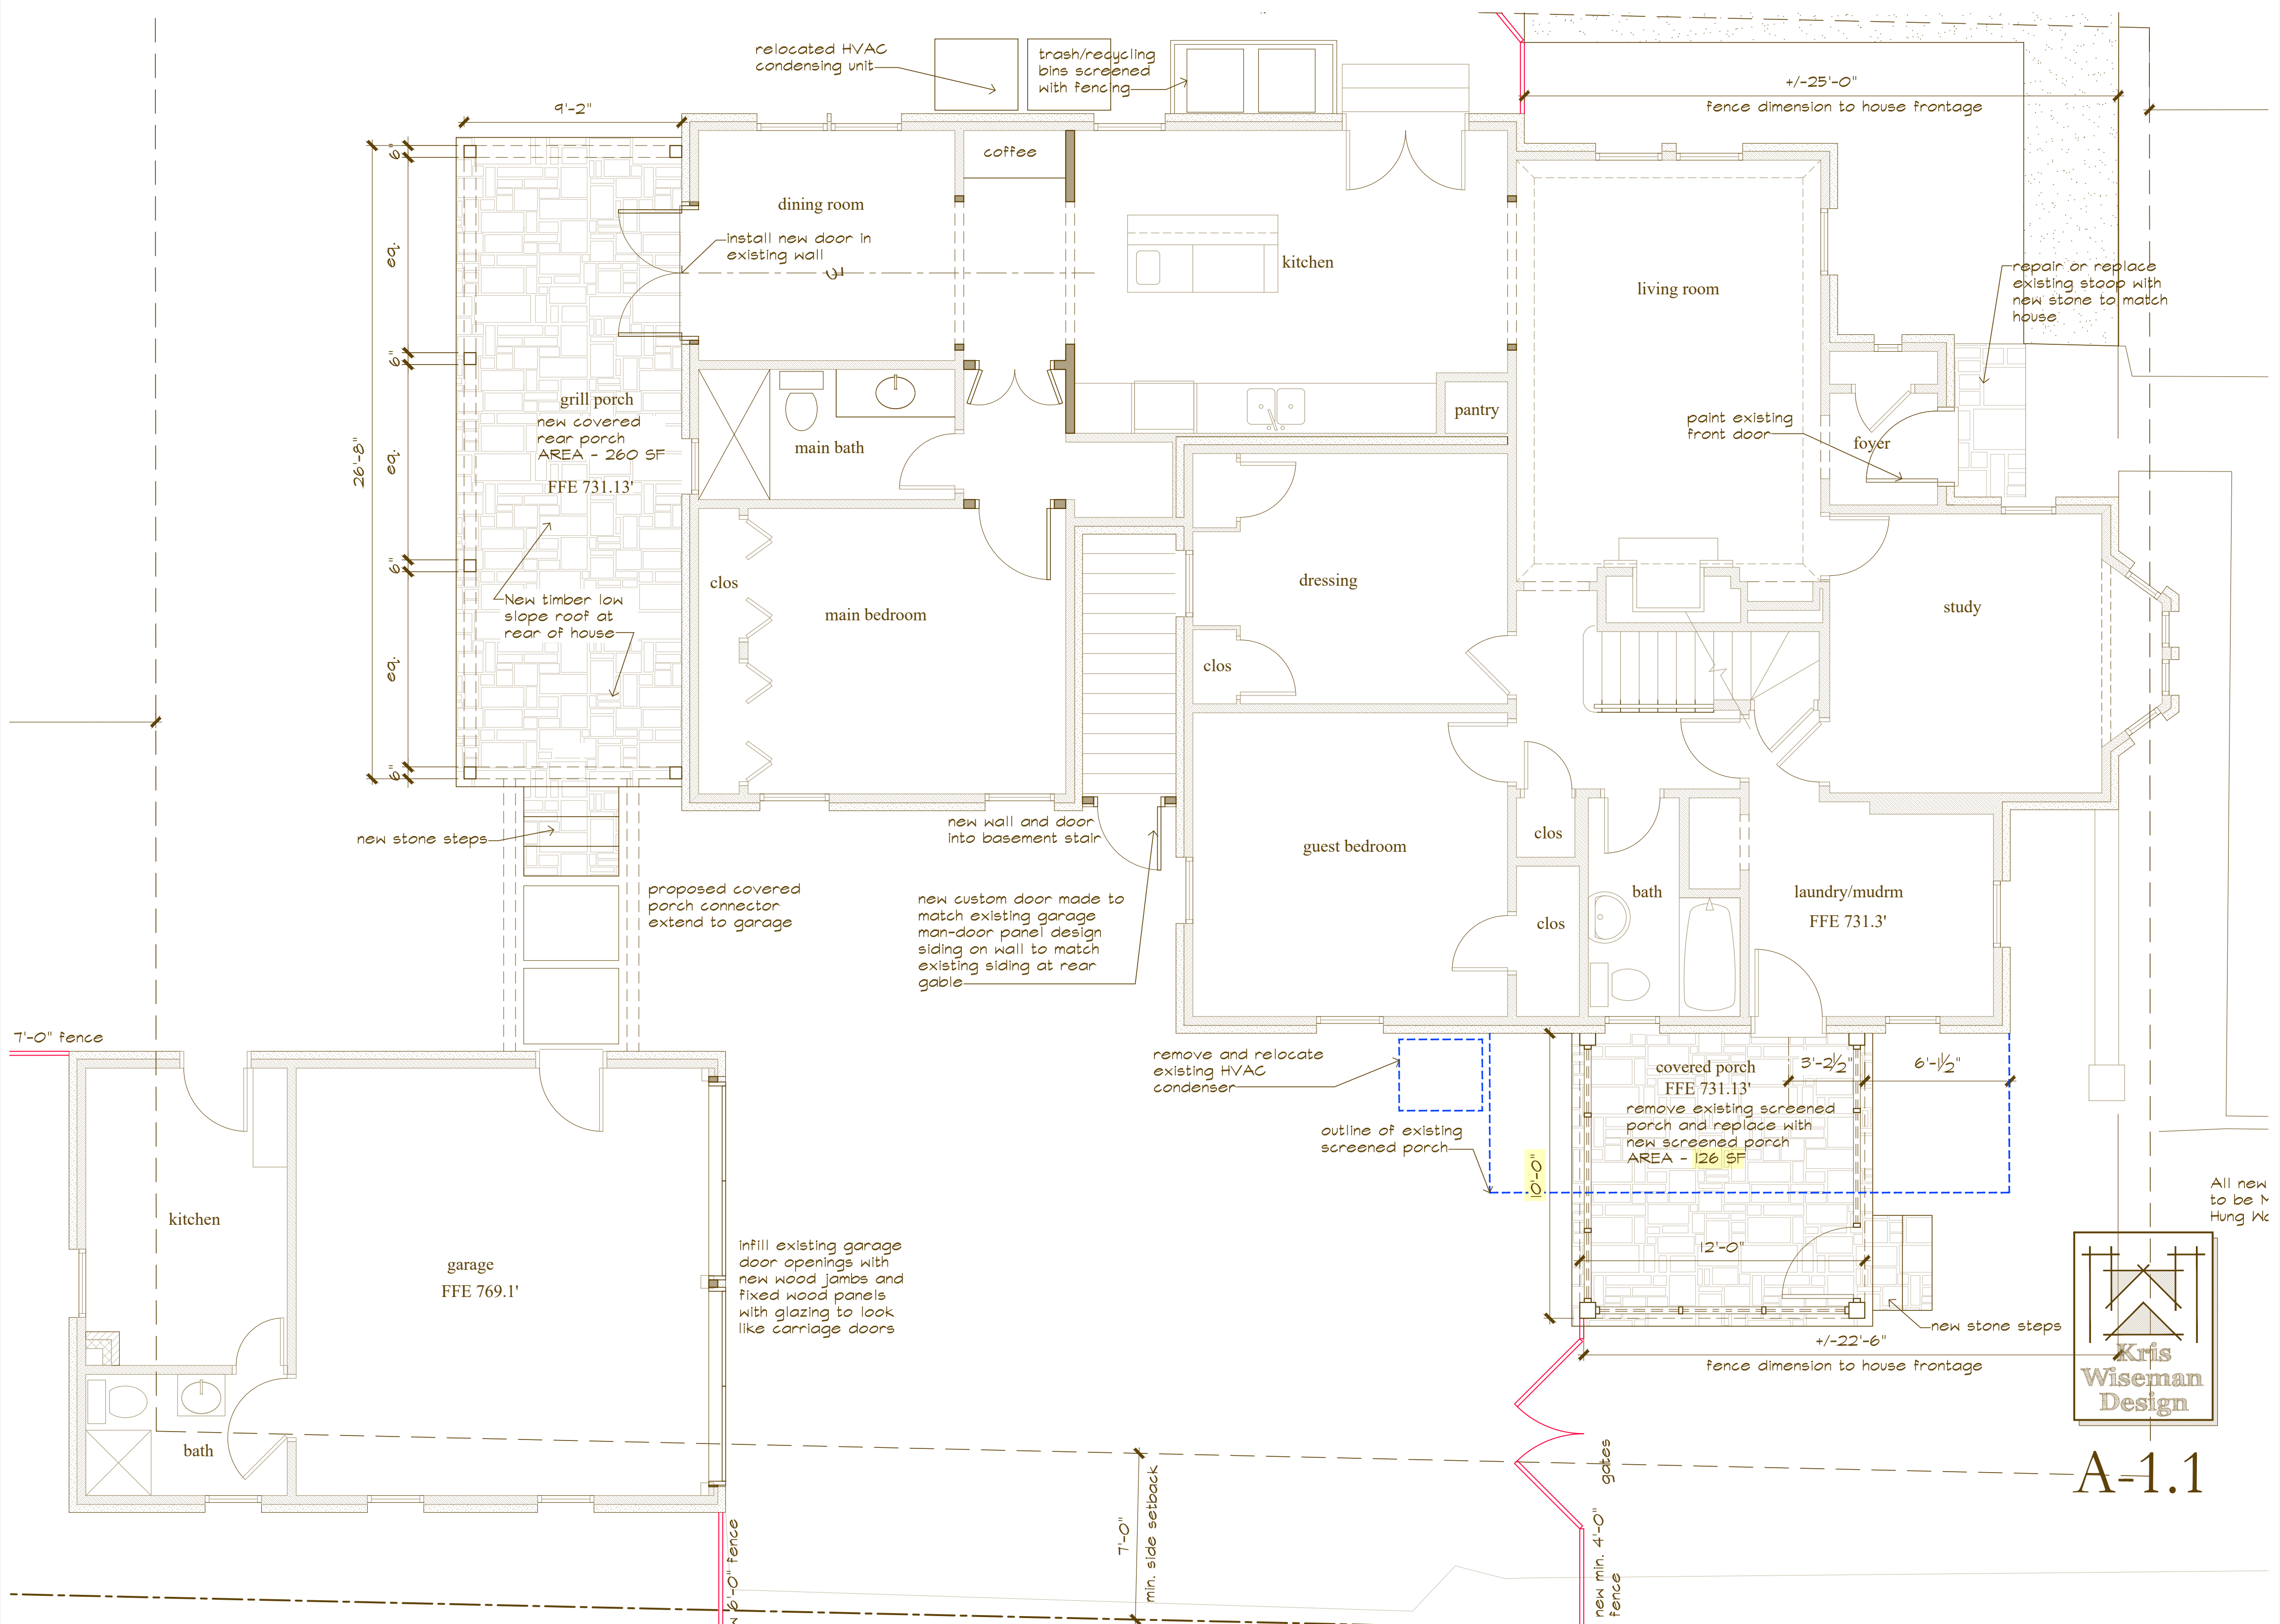 relocated HVAC
condensing unit
trash/recycling
bins screened
with fencing
+/-25'-0"
fence dimension to house frontage
9'-2"
6"
eq.
6"
eq.
6"
eq.
6"
26'-8"
coffee
dining room
install new door in
existing wall
kitchen
living room
repair or replace
existing stoop with
new stone to match
house
grill porch
new covered
rear porch
AREA - 260 SF
FFE 731.13'
main bath
pantry
paint existing
front door
foyer
New timber low
slope roof at
rear of house
clos
main bedroom
dressing
clos
study
new stone steps
new wall and door
into basement stair
guest bedroom
clos
clos
bath
laundry/mudrm
FFE 731.3'
proposed covered
porch connector
extend to garage
new custom door made to
match existing garage
man-door panel design
siding on wall to match
existing siding at rear
gable
7'-0" fence
remove and relocate
existing HVAC
condenser
outline of existing
screened porch
10'-0"
covered porch
FFE 731.13'
remove existing screened
porch and replace with
new screened porch
AREA - 126 SF
3'-2 1/2"
6'-1 1/2"
12'-0"
new stone steps
+/-22'-6"
fence dimension to house frontage
All new
to be
Hung
kitchen
garage
FFE 769.1'
bath
infill existing garage
door openings with
new wood jambs and
fixed wood panels
with glazing to look
like carriage doors
Kris
Wiseman
Design
A-1.1
6'-0" fence
7'-0"
min. side setback
gates
new min. 4'-0"
fence